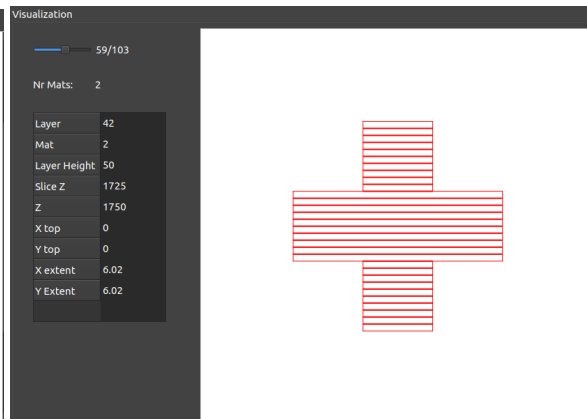 Visualization
59/103
Nr Mats: 2
Layer 42
Mat 2
Layer Height 50
Slice Z 1725
Z 1750
X top 0
Y top 0
X extent 6.02
Y Extent 6.02